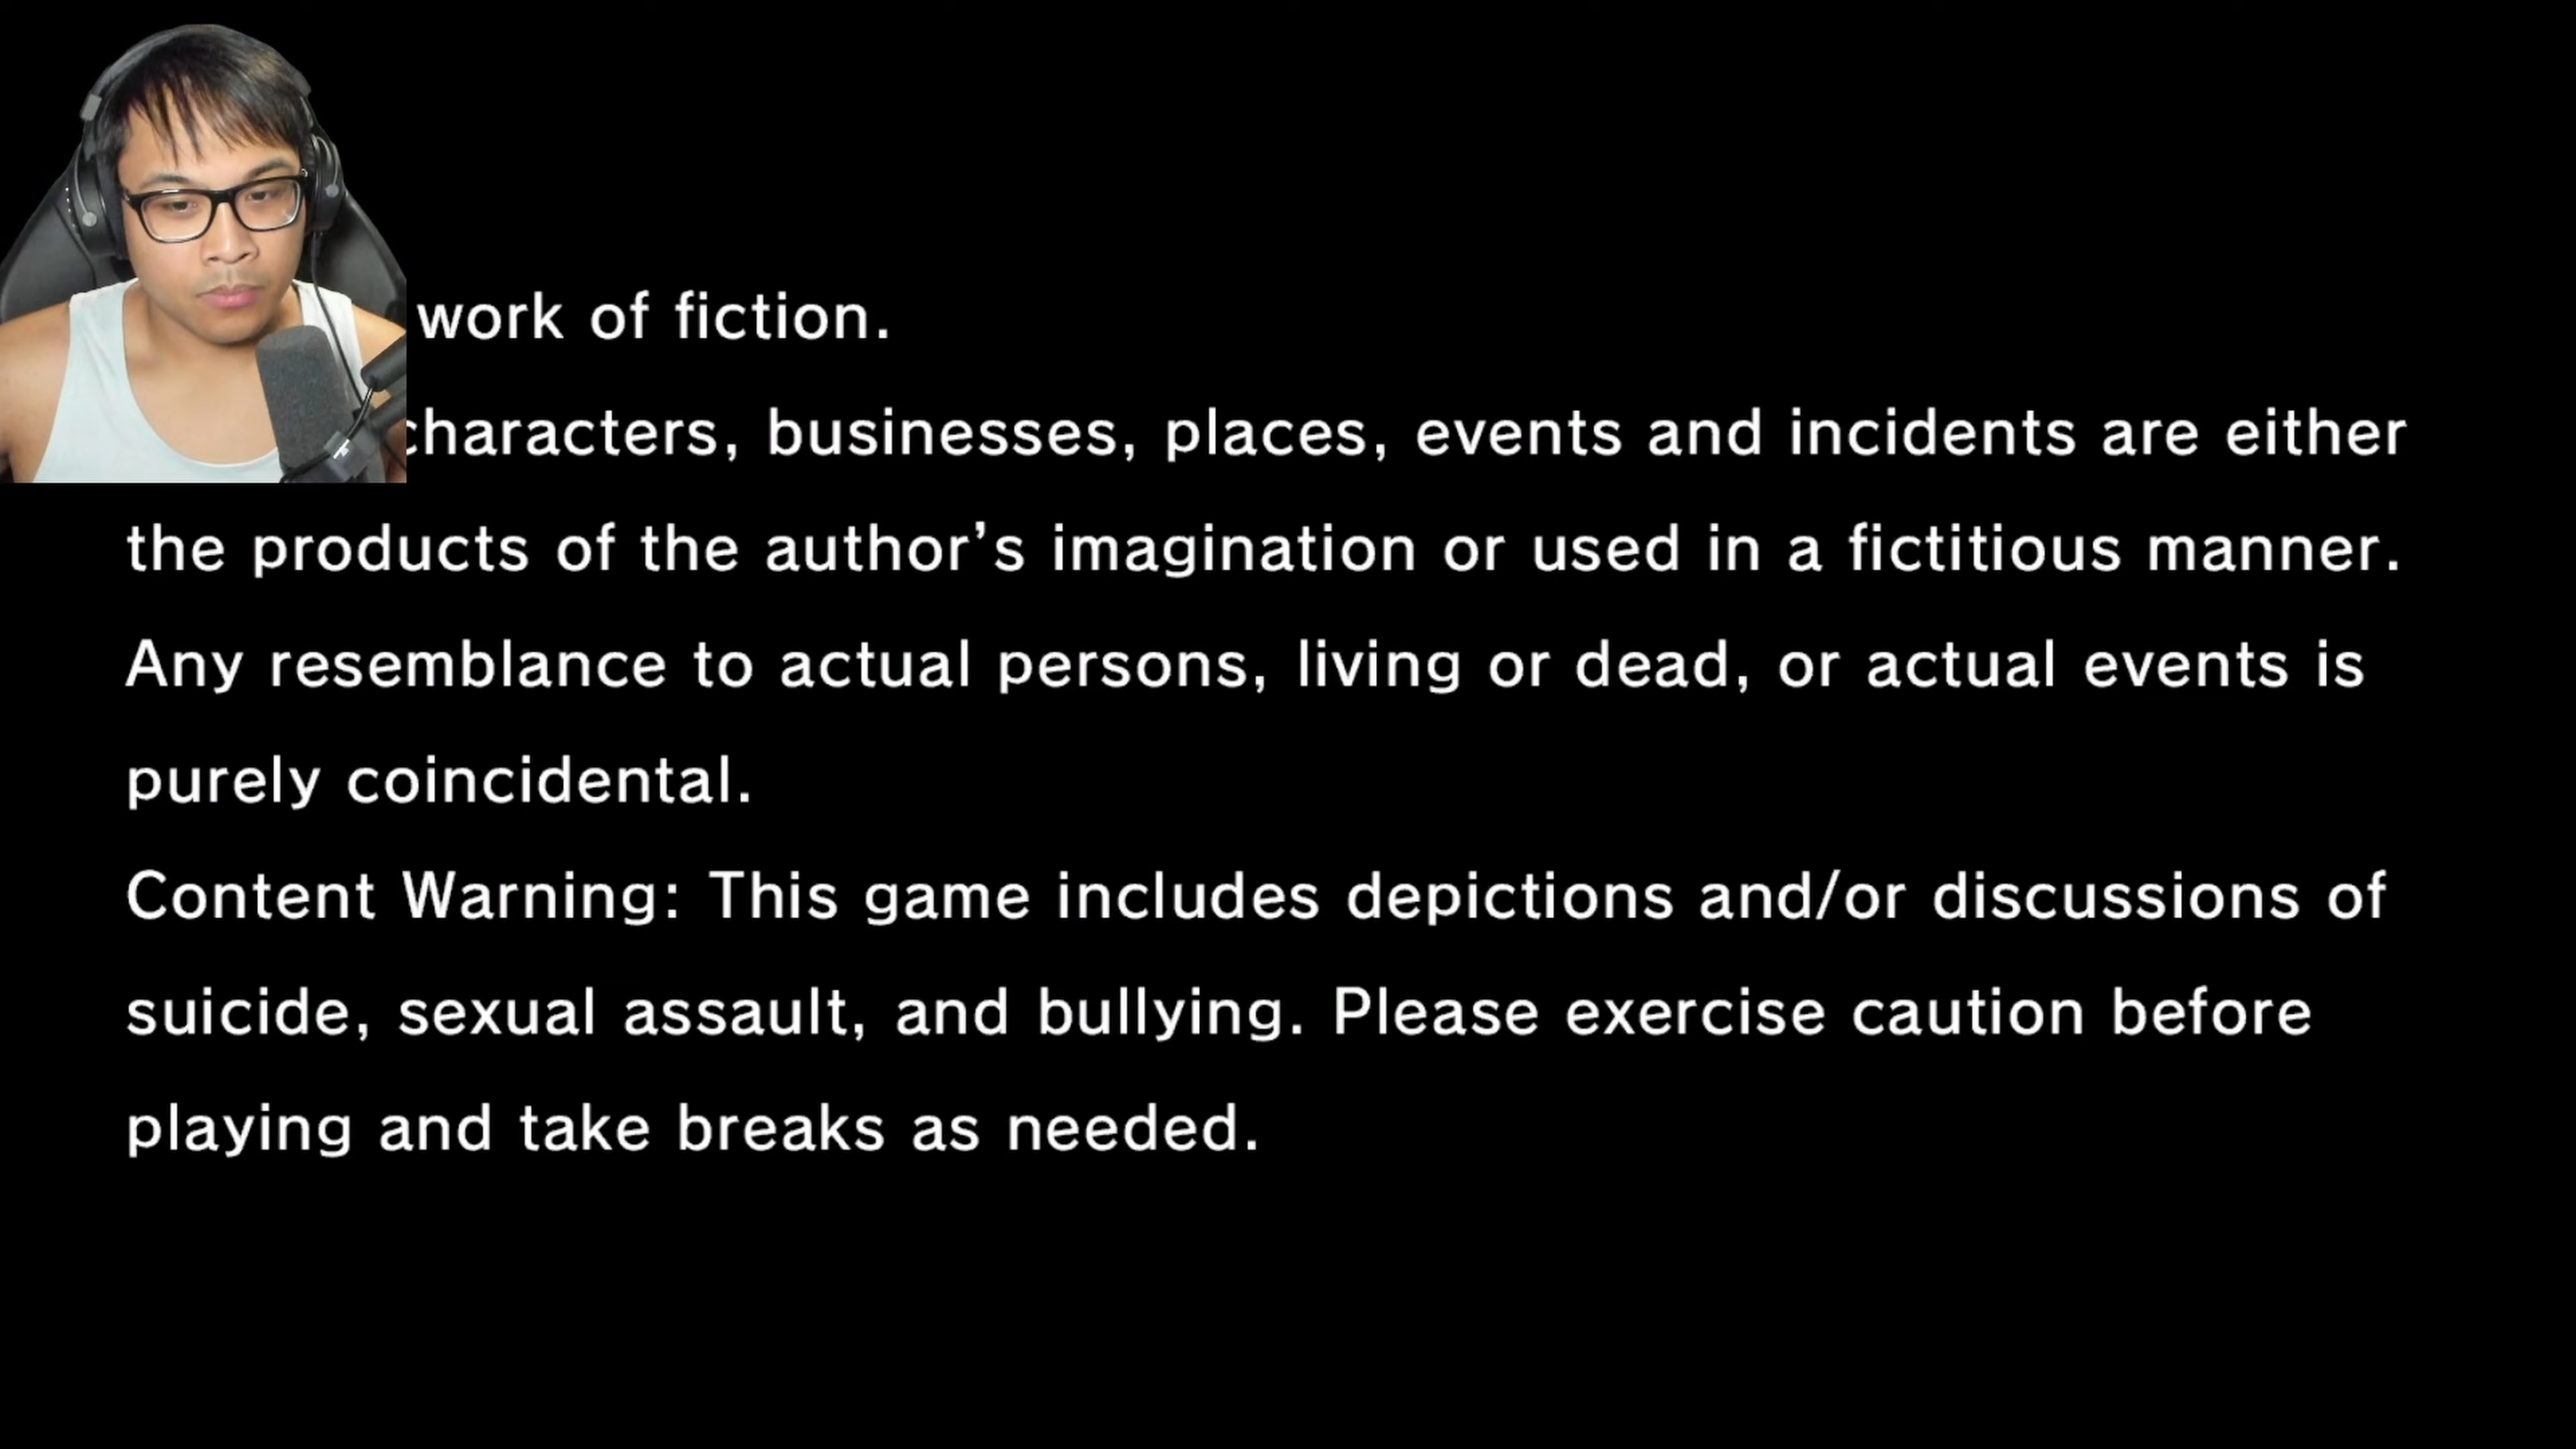 work of fiction.
characters, businesses, places, events and incidents are either
the products of the author's imagination or used in a fictitious manner.
Any resemblance to actual persons, living or dead, or actual events is
purely coincidental.
Content Warning: This game includes depictions and/or discussions of
suicide, sexual assault, and bullying. Please exercise caution before
playing and take breaks as needed.